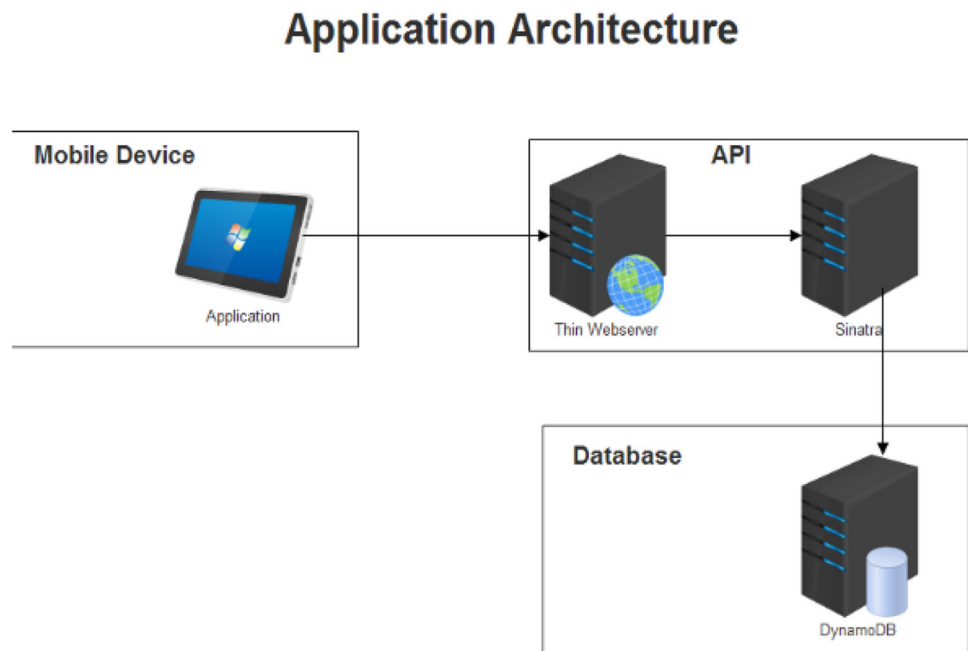 Application Architecture
Mobile Device
Application
API
Thin Webserver
Sinatra
Database
DynamoDB